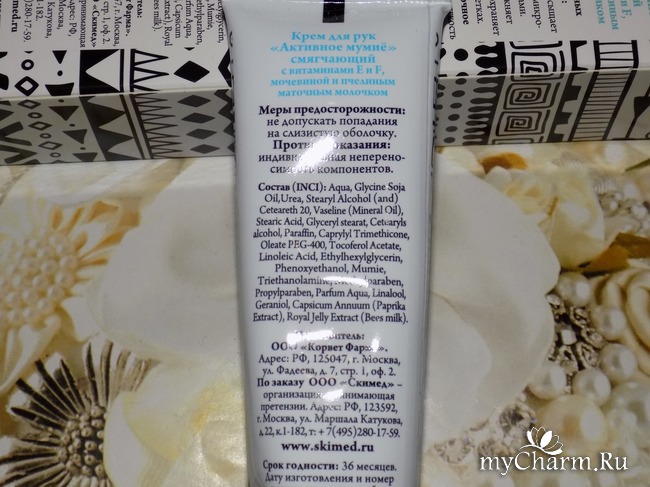 Крем для рук
«Активное мумиё»
смягчающий
с витаминами Е и F,
мочевиной и пчелиным
маточным молочком
Меры предосторожности:
не допускать попадания
на слизистую оболочку.
компонентов.
Состав (INCI): Aqua, Glycine Soja
Oil,Urea, Stearyl Alcohol (and)
Ceteareth 20, Vaseline (Mineral Oil),
Stearic Acid, Glyceryl stearat, Cetearyls
alcohol, Paraffin, Caprylyl Trimethicone,
Oleate PEG-400, Tocoferol Acetate,
Linoleic Acid, Ethylhexylglycerin,
Phenoxyethanol, Mumie,
Triethanolamine,
Propylparaben, Parfum Aqua, Linalool,
Geraniol, Capsicum Annuum (Paprika
Extract), Royal Jelly Extract (Bees milk).
ООО «Корвет
Адрес: РФ, 125047, г. Москва,
ул. Фадеева, д. 7, стр. 1, оф. 2.
По заказу ООО «Скимед» –
организация,
претензии. Адрес: РФ, 123592,
г. Москва, ул. Маршала Катукова,
д.22, к.1-182, т: +7(495)280-17-59.
www.skimed.ru
Срок годности: 36 месяцев.
Дату изготовления и номер
myCharm.Ru